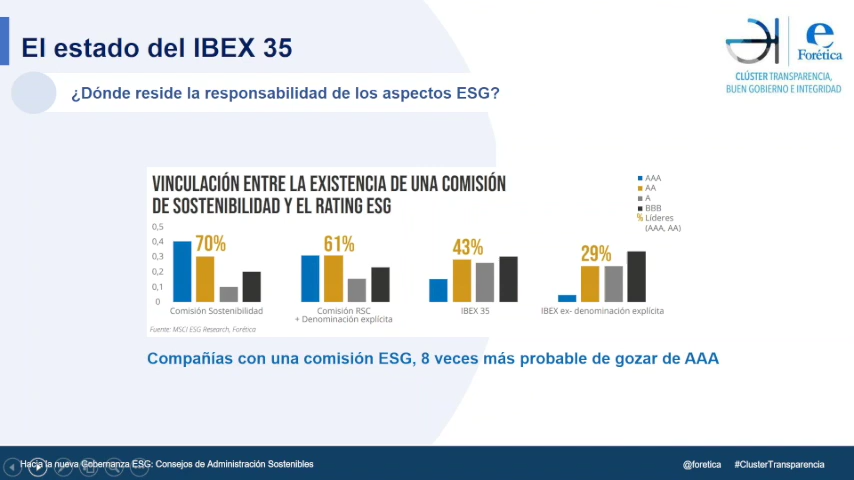 El estado del IBEX 35
Forética
CLÚSTER TRANSPARENCIA,
BUEN GOBIERNO E INTEGRIDAD
¿Dónde reside la responsabilidad de los aspectos ESG?
VINCULACIÓN ENTRE LA EXISTENCIA DE UNA COMISIÓN
DE SOSTENIBILIDAD Y EL RATING ESG
AAA
AA
A
BBB
% Líderes
(AAA, AA)
0,5
0,4
0,3
0,2
0,1
0
70%
61%
43%
29%
Comisión Sostenibilidad
Comisión RSC
+ Denominación explícita
IBEX 35
IBEX ex- denominación explícita
Fuente: MSCI ESG Research, Forética
Compañías con una comisión ESG, 8 veces más probable de gozar de AAA
Hacia la nueva Gobernanza ESG: Consejos de Administración Sostenibles
@foretica
#ClusterTransparencia